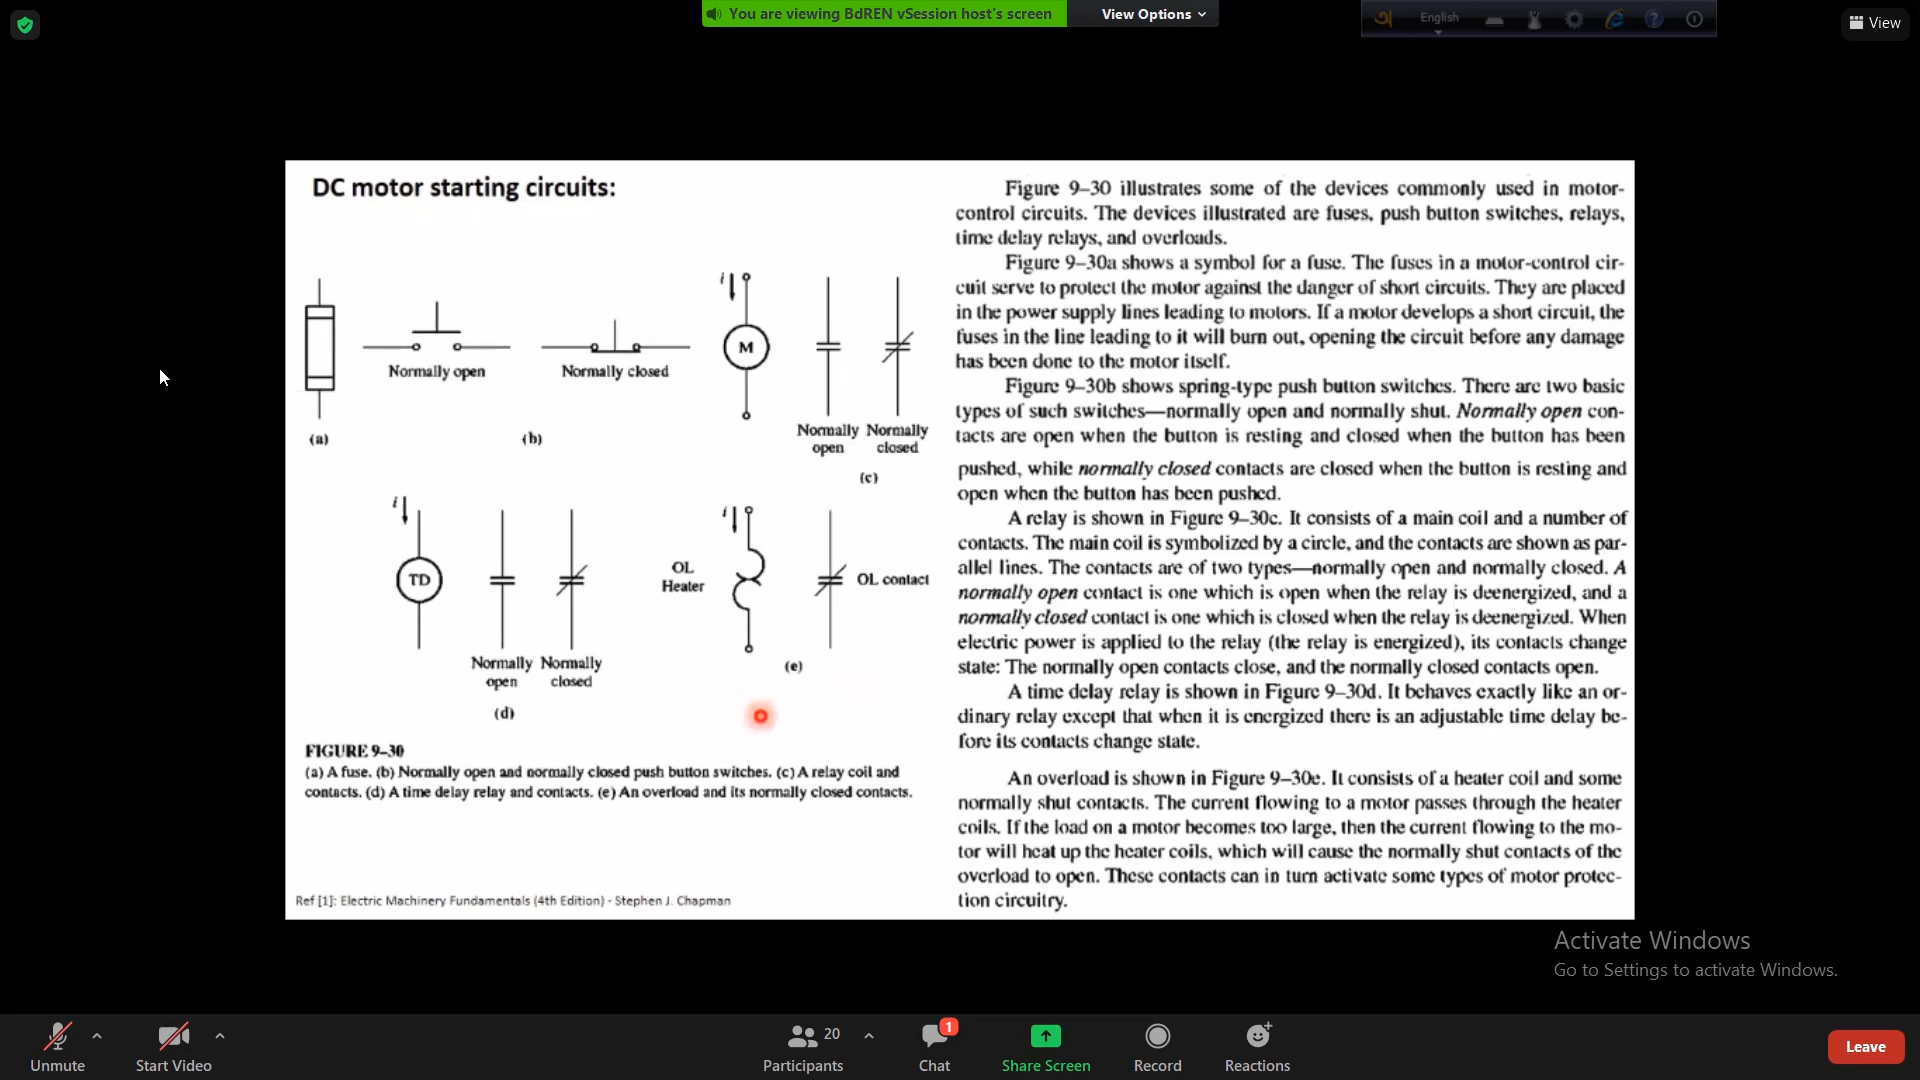 You are viewing BdREN vSession host's screen
View Options
English
View
DC motor starting circuits:
i
M
Normally open
Normally closed
Normally Normally
open closed
(a)
(b)
(c)
i
TD
Normally Normally
open closed
(d)
i
OL
Heater
OL contact
(e)
FIGURE 9–30
(a) A fuse. (b) Normally open and normally closed push button switches. (c) A relay coil and
contacts. (d) A time delay relay and contacts. (e) An overload and its normally closed contacts.
Ref [1]: Electric Machinery Fundamentals (4th Edition) - Stephen J. Chapman
Figure 9–30 illustrates some of the devices commonly used in motor-
control circuits. The devices illustrated are fuses, push button switches, relays,
time delay relays, and overloads.
Figure 9–30a shows a symbol for a fuse. The fuses in a motor-control cir-
cuit serve to protect the motor against the danger of short circuits. They are placed
in the power supply lines leading to motors. If a motor develops a short circuit, the
fuses in the line leading to it will burn out, opening the circuit before any damage
has been done to the motor itself.
Figure 9–30b shows spring-type push button switches. There are two basic
types of such switches—normally open and normally shut. Normally open con-
tacts are open when the button is resting and closed when the button has been
pushed, while normally closed contacts are closed when the button is resting and
open when the button has been pushed.
A relay is shown in Figure 9–30c. It consists of a main coil and a number of
contacts. The main coil is symbolized by a circle, and the contacts are shown as par-
allel lines. The contacts are of two types—normally open and normally closed. A
normally open contact is one which is open when the relay is deenergized, and a
normally closed contact is one which is closed when the relay is deenergized. When
electric power is applied to the relay (the relay is energized), its contacts change
state: The normally open contacts close, and the normally closed contacts open.
A time delay relay is shown in Figure 9–30d. It behaves exactly like an or-
dinary relay except that when it is energized there is an adjustable time delay be-
fore its contacts change state.
An overload is shown in Figure 9–30e. It consists of a heater coil and some
normally shut contacts. The current flowing to a motor passes through the heater
coils. If the load on a motor becomes too large, then the current flowing to the mo-
tor will heat up the heater coils, which will cause the normally shut contacts of the
overload to open. These contacts can in turn activate some types of motor protec-
tion circuitry.
Activate Windows
Go to Settings to activate Windows.
Unmute
Start Video
20
Participants
1
Chat
Share Screen
Record
Reactions
Leave